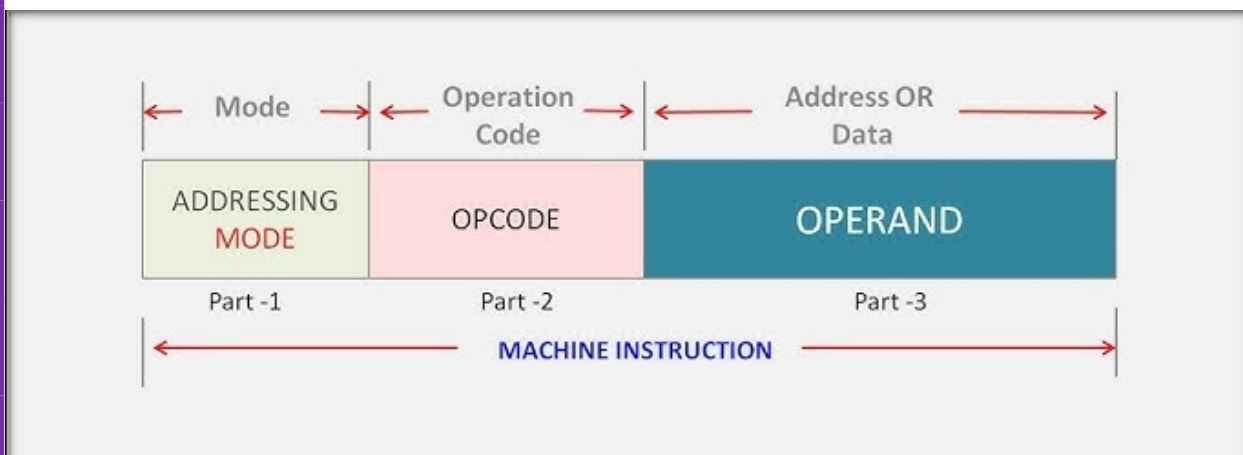 Mode
Operation
Code
Address OR
Data
ADDRESSING
MODE
OPCODE
OPERAND
Part -1
Part -2
Part -3
MACHINE INSTRUCTION